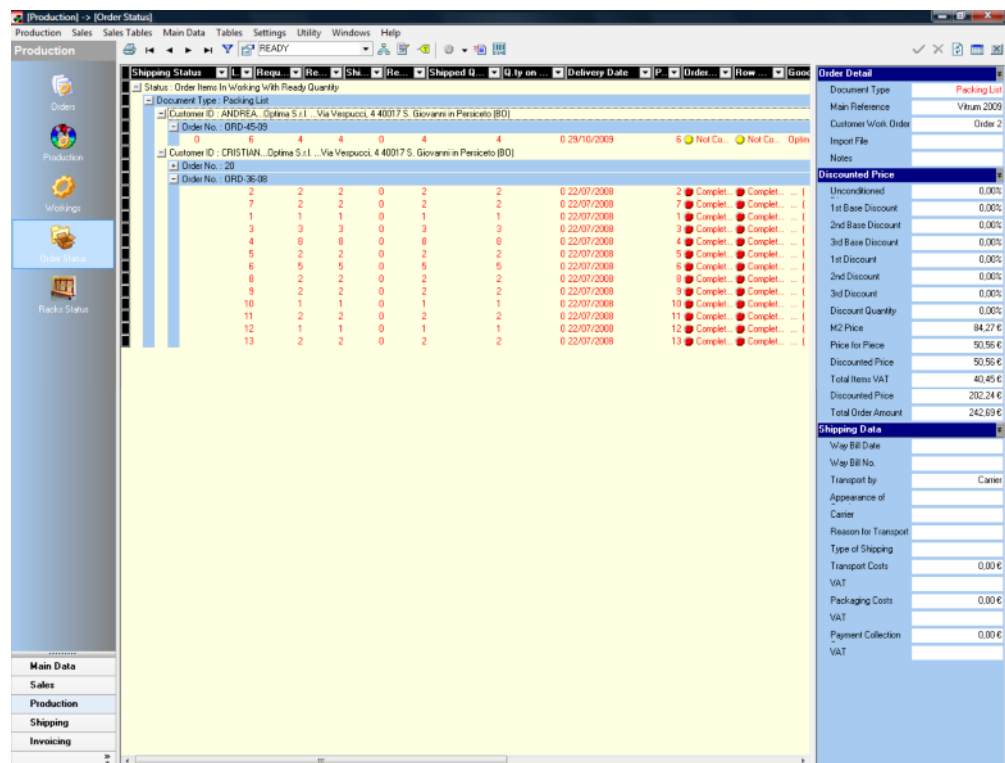 [Production] -> [Order Status]
Production Sales Sales Tables Main Data Tables Settings Utility Windows Help
Production
READY
Orders
Production
Workings
Order Status
Racks Status
Main Data
Sales
Production
Shipping
Invoicing
Shipping Status L... Requ... Re... Shi... Re... Shipped Q... Q.ty on ... Delivery Date P... Order... Row ... Good
Status : Order Items In Working With Ready Quantity
Document Type : Packing List
Customer ID : ANDREA...Optima S.r.l. ...Via Vespucci, 4 40017 S. Giovanni in Persiceto (BO)
Order No. : ORD-45-09
0 6 4 4 0 4 4 0 29/10/2009 6 Not Co... Not Co... Optim
Customer ID : CRISTIAN...Optima S.r.l. ...Via Vespucci, 4 40017 S. Giovanni in Persiceto (BO)
Order No. : 20
Order No. : ORD-36-08
2 2 2 0 2 2 0 22/07/2008 2 Complet... Complet... ... (
7 2 2 0 2 2 0 22/07/2008 7 Complet... Complet... ... (
1 1 1 0 1 1 0 22/07/2008 1 Complet... Complet... ... (
3 3 3 0 3 3 0 22/07/2008 3 Complet... Complet... ... (
4 8 8 0 8 8 0 22/07/2008 4 Complet... Complet... ... (
5 2 2 0 2 2 0 22/07/2008 5 Complet... Complet... ... (
6 5 5 0 5 5 0 22/07/2008 6 Complet... Complet... ... (
8 2 2 0 2 2 0 22/07/2008 8 Complet... Complet... ... (
9 2 2 0 2 2 0 22/07/2008 9 Complet... Complet... ... (
10 1 1 0 1 1 0 22/07/2008 10 Complet... Complet... ... (
11 2 2 0 2 2 0 22/07/2008 11 Complet... Complet... ... (
12 1 1 0 1 1 0 22/07/2008 12 Complet... Complet... ... (
13 2 2 0 2 2 0 22/07/2008 13 Complet... Complet... ... (
Order Detail
Document Type Packing List
Main Reference Vitrum 2009
Customer Work Order Order 2
Import File
Notes
Discounted Price
Unconditioned 0,00%
1st Base Discount 0,00%
2nd Base Discount 0,00%
3rd Base Discount 0,00%
1st Discount 0,00%
2nd Discount 0,00%
3rd Discount 0,00%
Discount Quantity 0,00%
M2 Price 84,27 €
Price for Piece 50,56 €
Discounted Price 50,56 €
Total Items VAT 40,45 €
Discounted Price 202,24 €
Total Order Amount 242,69 €
Shipping Data
Way Bill Date
Way Bill No.
Transport by Carrier
Appearance of
Carrier
Reason for Transport
Type of Shipping
Transport Costs 0,00 €
VAT
Packaging Costs 0,00 €
VAT
Payment Collection 0,00 €
VAT